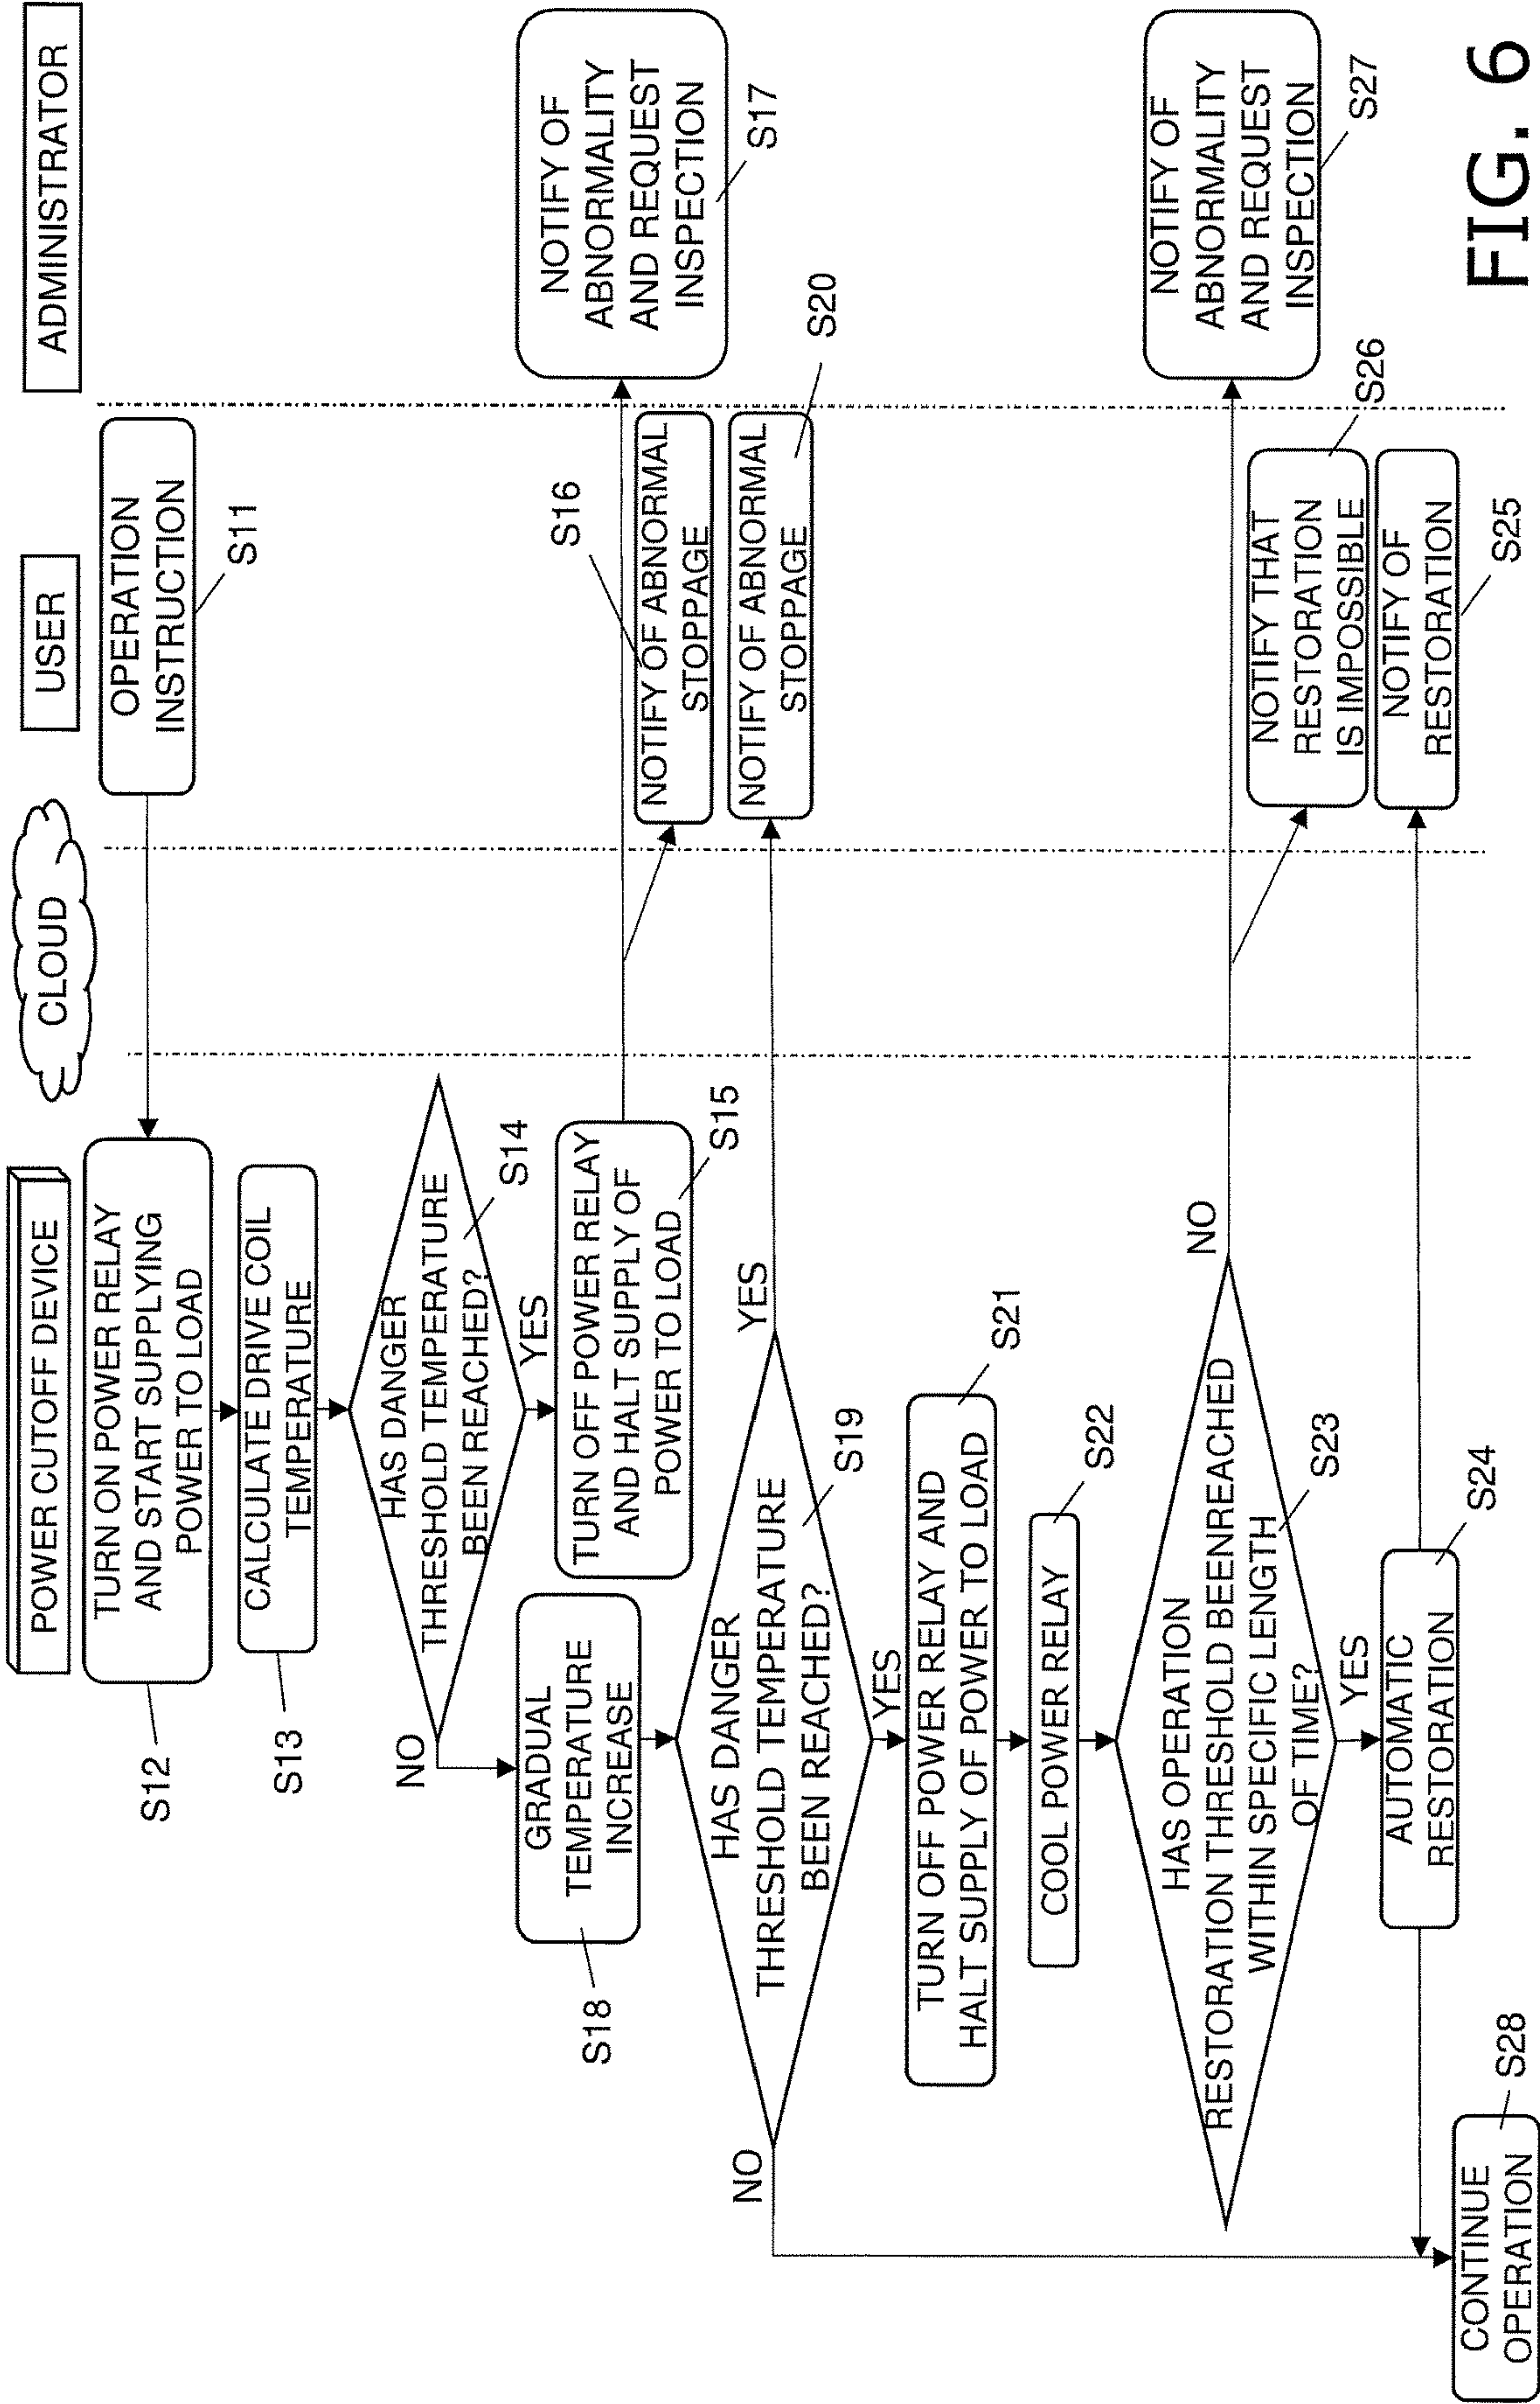 POWER CUTOFF DEVICE
CLOUD
USER
ADMINISTRATOR
OPERATION
INSTRUCTION
S11
TURN ON POWER RELAY
AND START SUPPLYING
POWER TO LOAD
S12
CALCULATE DRIVE COIL
TEMPERATURE
S13
HAS DANGER
THRESHOLD TEMPERATURE
BEEN REACHED?
S14
NO
YES
TURN OFF POWER RELAY
AND HALT SUPPLY OF
POWER TO LOAD
S15
S16
NOTIFY OF ABNORMAL
STOPPAGE
NOTIFY OF
ABNORMALITY
AND REQUEST
INSPECTION
S17
GRADUAL
TEMPERATURE
INCREASE
S18
HAS DANGER
THRESHOLD TEMPERATURE
BEEN REACHED?
S19
NO
YES
YES
NOTIFY OF ABNORMAL
STOPPAGE
S20
TURN OFF POWER RELAY AND
HALT SUPPLY OF POWER TO LOAD
S21
COOL POWER RELAY
S22
HAS OPERATION
RESTORATION THRESHOLD BEENREACHED
WITHIN SPECIFIC LENGTH
OF TIME?
S23
NO
YES
AUTOMATIC
RESTORATION
S24
NOTIFY OF
RESTORATION
S25
NOTIFY THAT
RESTORATION
IS IMPOSSIBLE
S26
NOTIFY OF
ABNORMALITY
AND REQUEST
INSPECTION
S27
CONTINUE
OPERATION
S28
FIG. 6